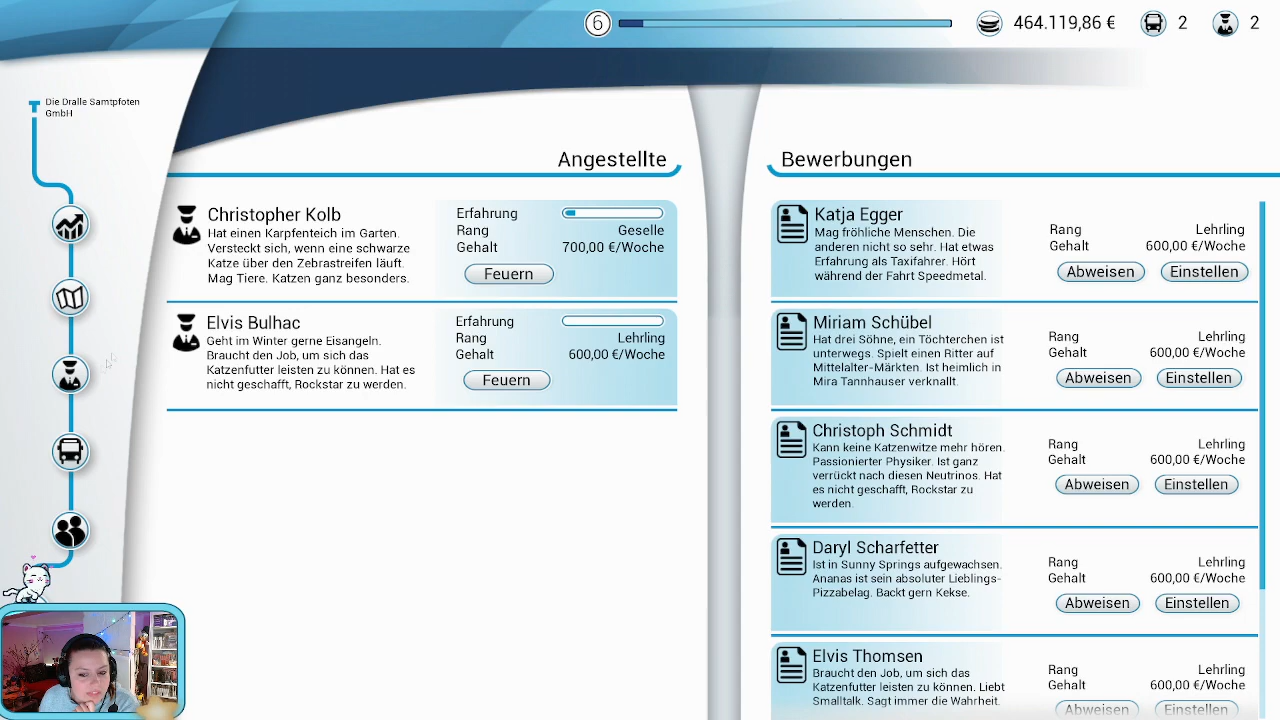 6
464.119,86 €
2
2
Die Dralle Samtpfoten
GmbH
Angestellte
Christopher Kolb
Hat einen Karpfenteich im Garten.
Versteckt sich, wenn eine schwarze
Katze über den Zebrastreifen läuft.
Mag Tiere. Katzen ganz besonders.
Erfahrung
Rang Geselle
Gehalt 700,00 €/Woche
Feuern
Elvis Bulhac
Geht im Winter gerne Eisangeln.
Braucht den Job, um sich das
Katzenfutter leisten zu können. Hat es
nicht geschafft, Rockstar zu werden.
Erfahrung
Rang Lehrling
Gehalt 600,00 €/Woche
Feuern
Bewerbungen
Katja Egger
Mag fröhliche Menschen. Die
anderen nicht so sehr. Hat etwas
Erfahrung als Taxifahrer. Hört
während der Fahrt Speedmetal.
Rang Lehrling
Gehalt 600,00 €/Woche
Abweisen Einstellen
Miriam Schübel
Hat drei Söhne, ein Töchterchen ist
unterwegs. Spielt einen Ritter auf
Mittelalter-Märkten. Ist heimlich in
Mira Tannhauser verknallt.
Rang Lehrling
Gehalt 600,00 €/Woche
Abweisen Einstellen
Christoph Schmidt
Kann keine Katzenwitze mehr hören.
Passionierter Physiker. Ist ganz
verrückt nach diesen Neutrinos. Hat
es nicht geschafft, Rockstar zu
werden.
Rang Lehrling
Gehalt 600,00 €/Woche
Abweisen Einstellen
Daryl Scharfetter
Ist in Sunny Springs aufgewachsen.
Ananas ist sein absoluter Lieblings-
Pizzabelag. Backt gern Kekse.
Rang Lehrling
Gehalt 600,00 €/Woche
Abweisen Einstellen
Elvis Thomsen
Braucht den Job, um sich das
Katzenfutter leisten zu können. Liebt
Smalltalk. Sagt immer die Wahrheit.
Rang Lehrling
Gehalt 600,00 €/Woche
Abweisen Einstellen